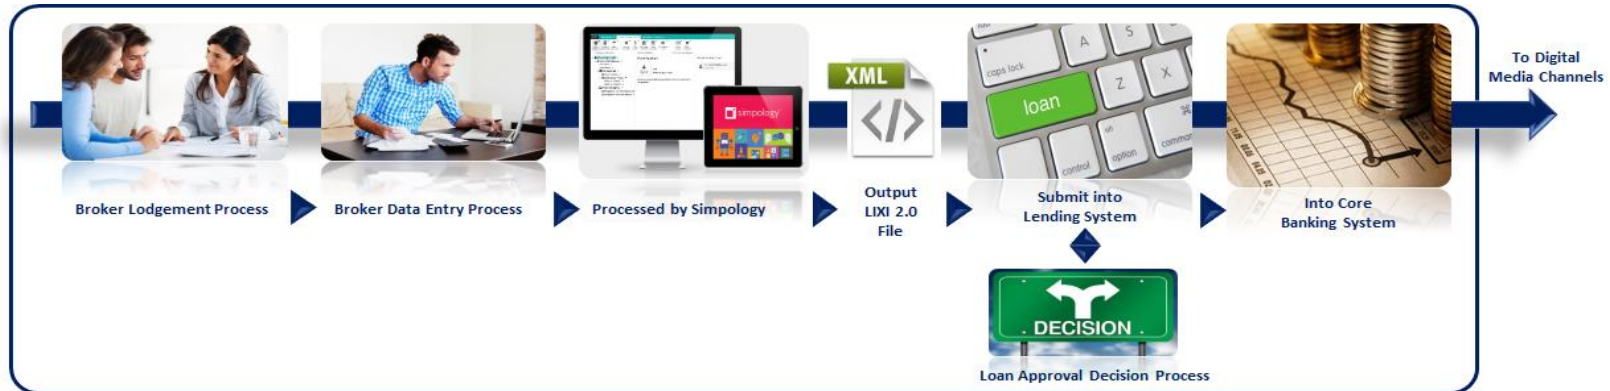 To Digital
Media Channels
simpology
XML
</>
caps lock
A
S
Z
X
loan
control
alt
option
command
Broker Lodgement Process
Broker Data Entry Process
Processed by Simpology
Output
LIXI 2.0
File
Submit into
Lending System
Into Core
Banking System
DECISION
Loan Approval Decision Process